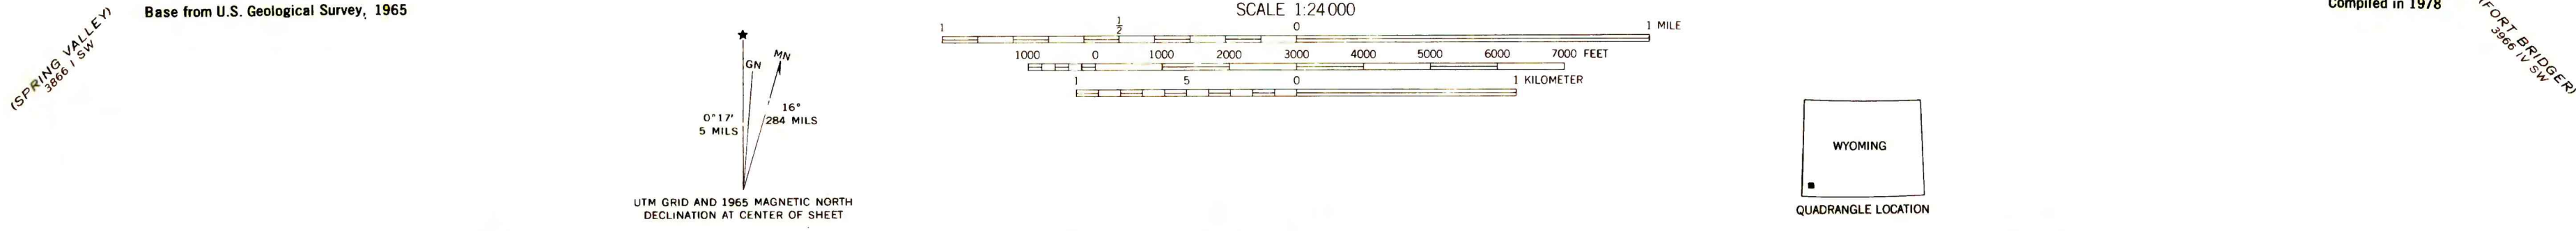 (SPRING VALLEY)
3866 I SW
Base from U.S. Geological Survey, 1965
★
GN
MN
0°17'
5 MILS
16°
284 MILS
UTM GRID AND 1965 MAGNETIC NORTH
DECLINATION AT CENTER OF SHEET
SCALE 1:24000
1 1/2 0 1 MILE
1000 0 1000 2000 3000 4000 5000 6000 7000 FEET
1 5 0 1 KILOMETER
WYOMING
QUADRANGLE LOCATION
Compiled in 1978
(FORT BRIDGER)
3966 IV SW